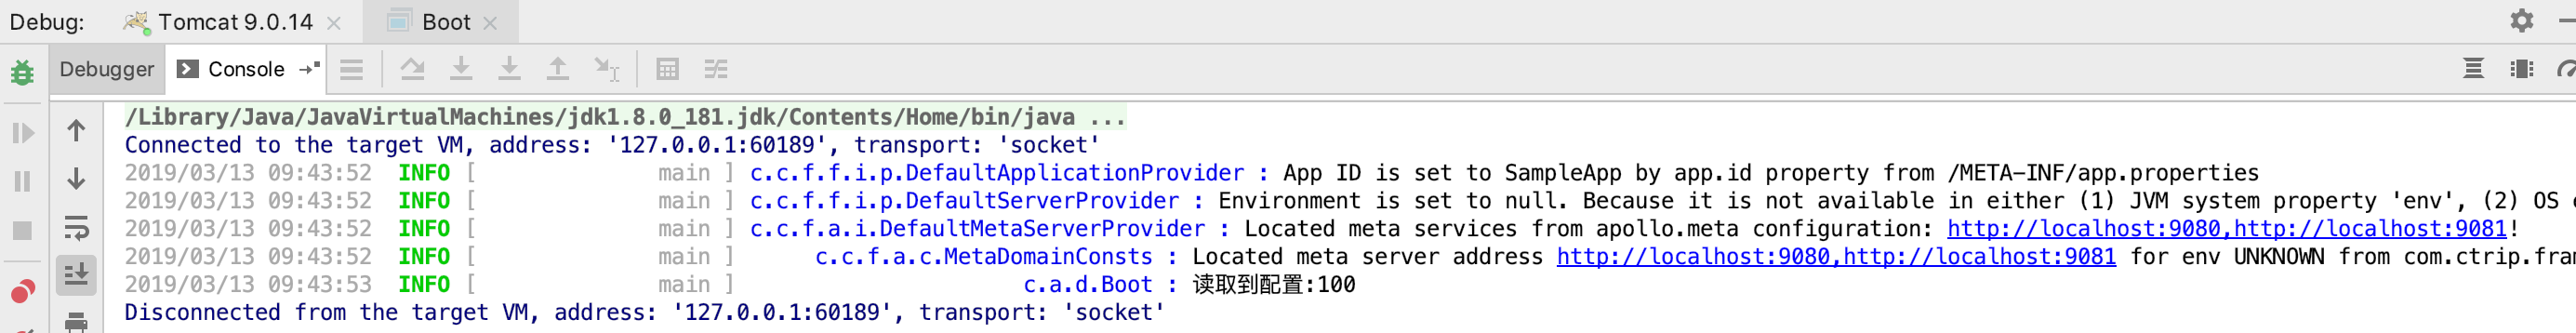 Debug: Tomcat 9.0.14 Boot
Debugger Console
/Library/Java/JavaVirtualMachines/jdk1.8.0_181.jdk/Contents/Home/bin/java ...
Connected to the target VM, address: '127.0.0.1:60189', transport: 'socket'
2019/03/13 09:43:52 INFO [ main ] c.c.f.f.i.p.DefaultApplicationProvider : App ID is set to SampleApp by app.id property from /META-INF/app.properties
2019/03/13 09:43:52 INFO [ main ] c.c.f.f.i.p.DefaultServerProvider : Environment is set to null. Because it is not available in either (1) JVM system property 'env', (2) OS
2019/03/13 09:43:52 INFO [ main ] c.c.f.a.i.DefaultMetaServerProvider : Located meta services from apollo.meta configuration: http://localhost:9080,http://localhost:9081!
2019/03/13 09:43:52 INFO [ main ] c.c.f.a.c.MetaDomainConsts : Located meta server address http://localhost:9080,http://localhost:9081 for env UNKNOWN from com.ctrip.fra
2019/03/13 09:43:53 INFO [ main ] c.a.d.Boot : 读取到配置:100
Disconnected from the target VM, address: '127.0.0.1:60189', transport: 'socket'